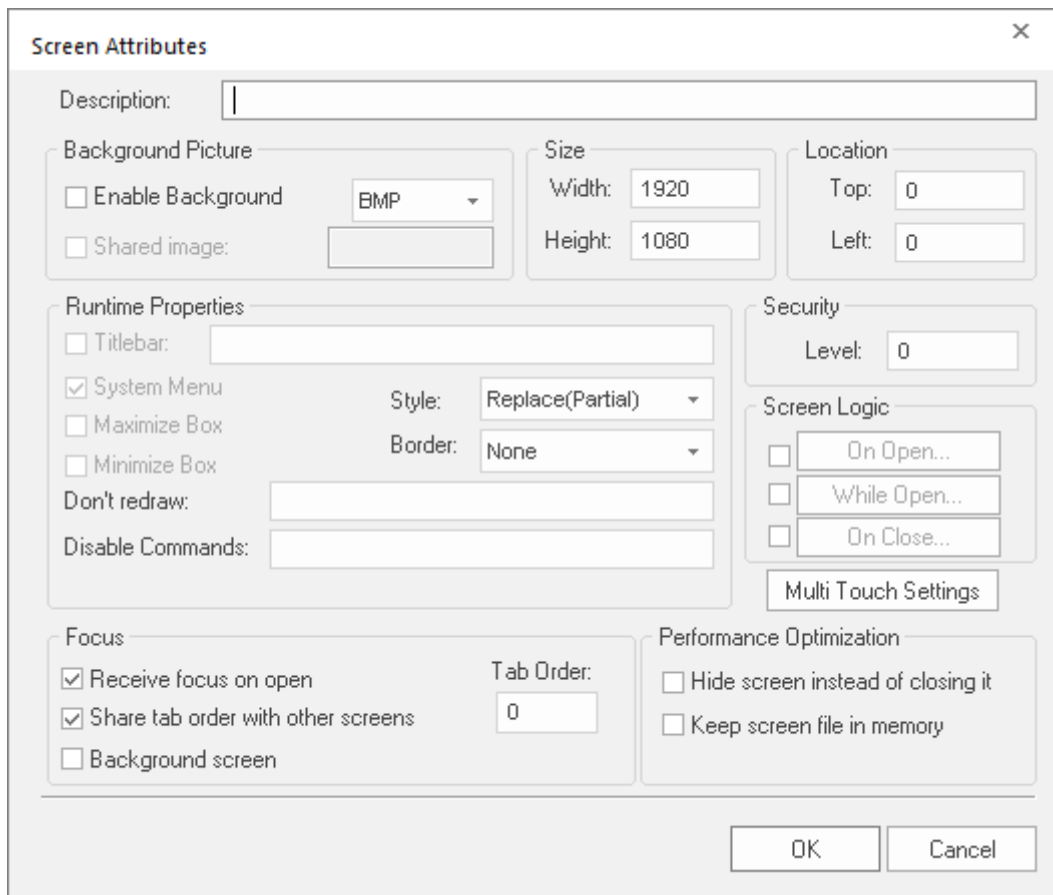 Screen Attributes
Description:
Background Picture
Enable Background
BMP
Shared image:
Size
Width: 1920
Height: 1080
Location
Top: 0
Left: 0
Runtime Properties
Titlebar:
System Menu
Maximize Box
Minimize Box
Style: Replace(Partial)
Border: None
Don't redraw:
Disable Commands:
Security
Level: 0
Screen Logic
On Open...
While Open...
On Close...
Multi Touch Settings
Focus
Receive focus on open
Share tab order with other screens
Background screen
Tab Order:
0
Performance Optimization
Hide screen instead of closing it
Keep screen file in memory
OK
Cancel